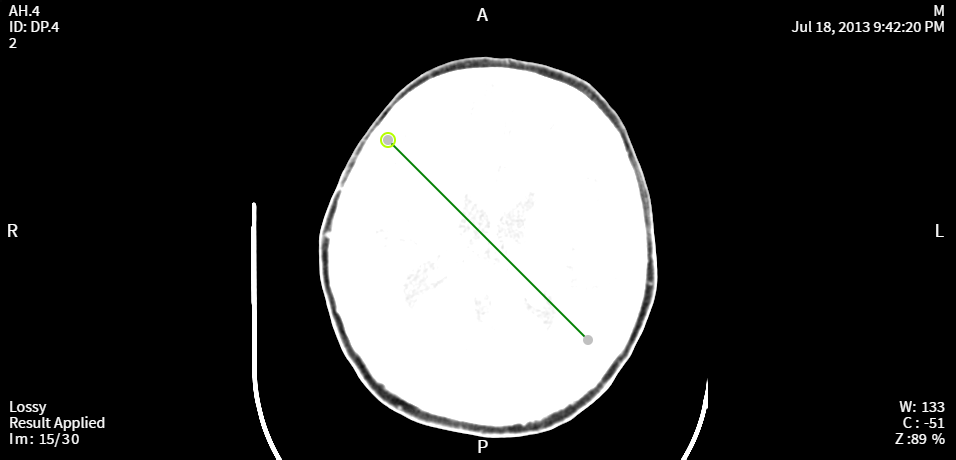 AH.4
ID: DP.4
2
A
M
Jul 18, 2013 9:42:20 PM
R
L
Lossy
Result Applied
Im: 15/30
P
W: 133
C : -51
Z :89 %